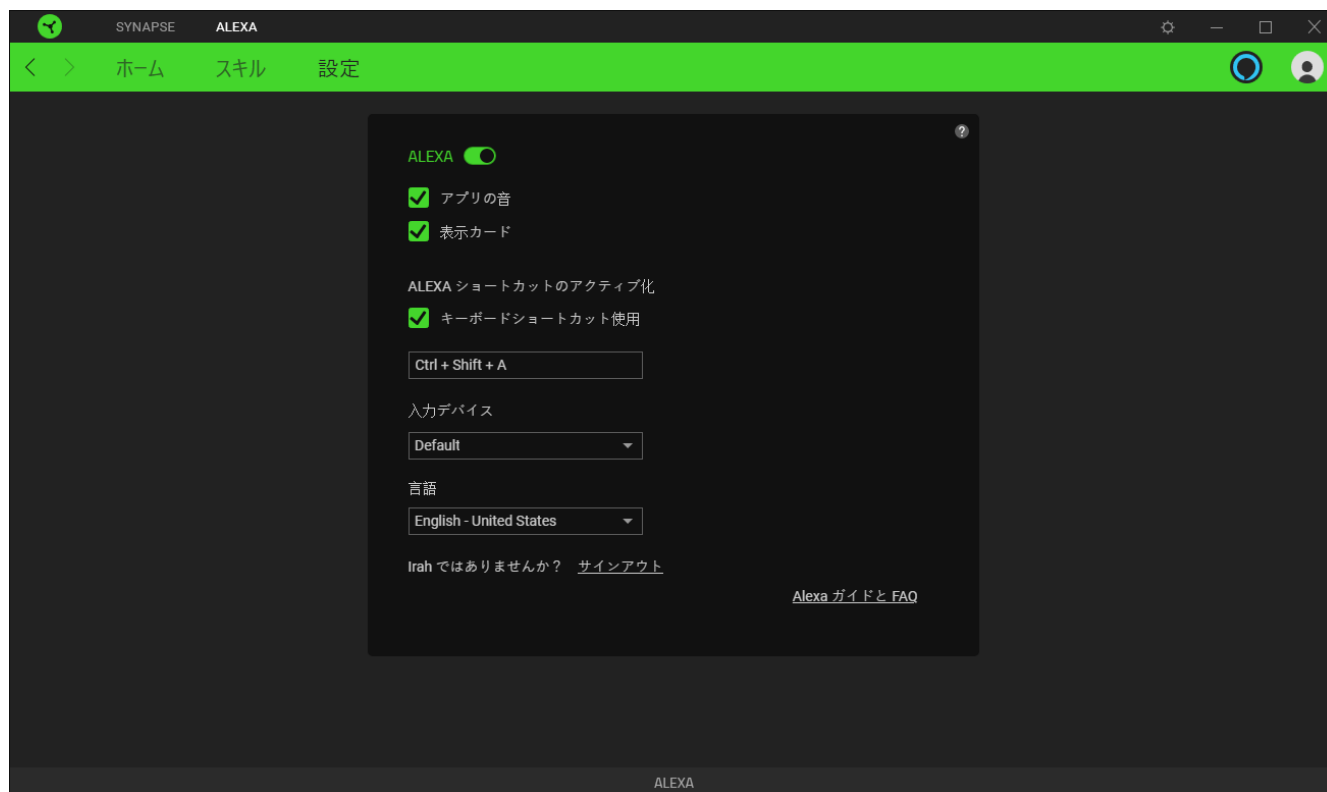 SYNAPSE ALEXA
ホーム スキル 設定
ALEXA
アプリの音
表示カード
ALEXA ショートカットのアクティブ化
キーボードショートカット使用
Ctrl + Shift + A
入力デバイス
Default
言語
English - United States
Irah ではありませんか？ サインアウト
Alexa ガイドと FAQ
ALEXA